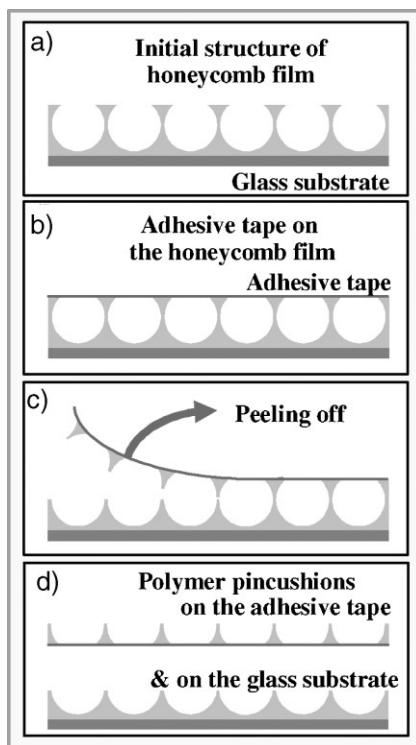 a)
Initial structure of
honeycomb film
Glass substrate
b)
Adhesive tape on
the honeycomb film
Adhesive tape
c)
Peeling off
d)
Polymer pincushions
on the adhesive tape
& on the glass substrate